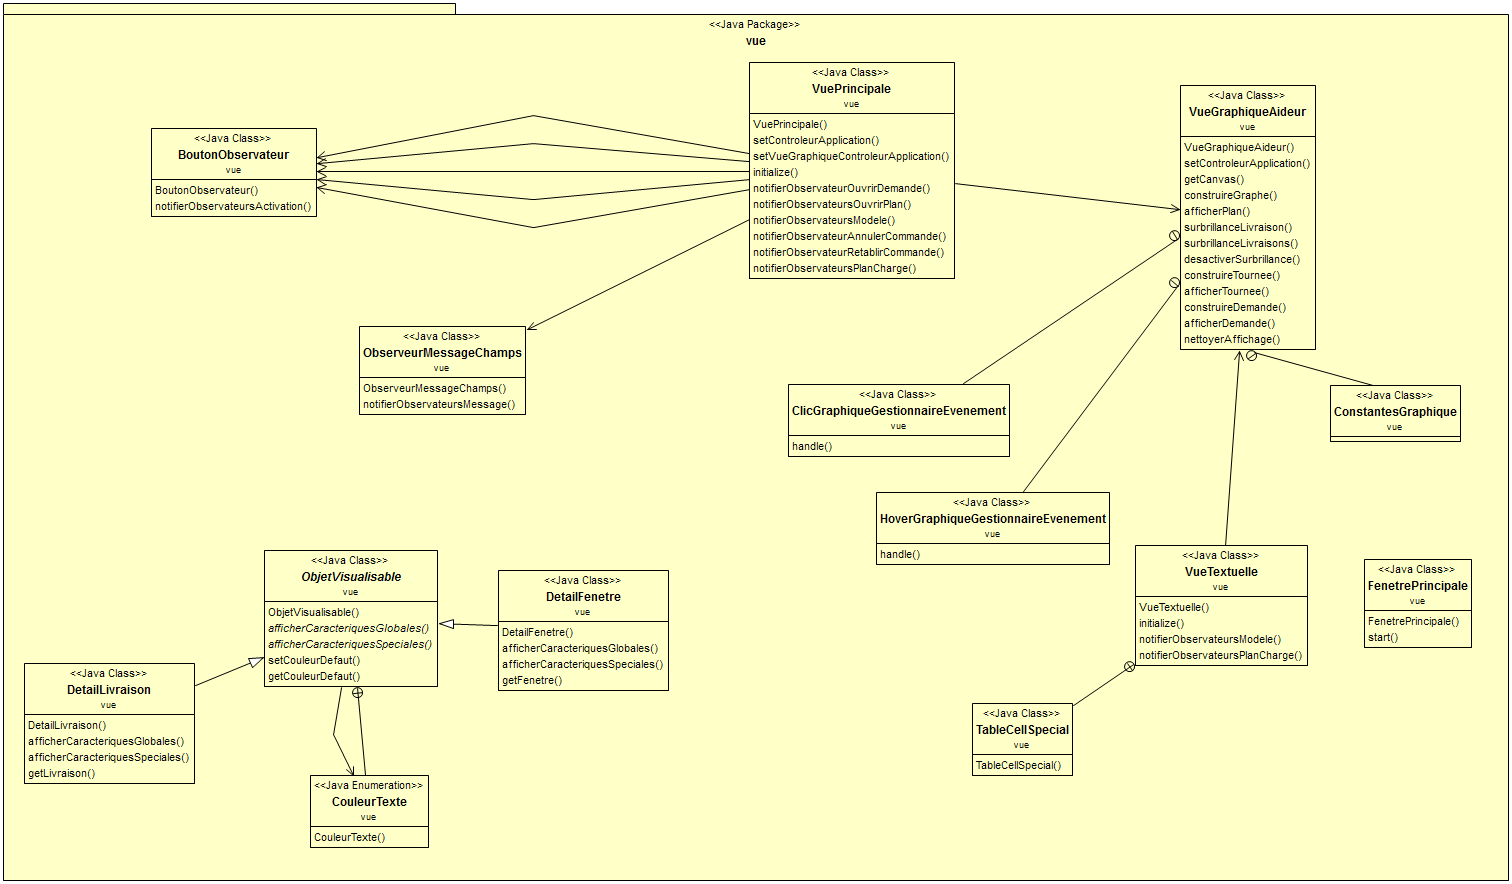 <<Java Package>>
vue
<<Java Class>>
VuePrincipale
vue
VuePrincipale()
setControleurApplication()
setVueGraphiqueControleurApplication()
initialize()
notifierObservateurOuvrirDemande()
notifierObservateursOuvrirPlan()
notifierObservateursModele()
notifierObservateurAnnulerCommande()
notifierObservateurRetablirCommande()
notifierObservateursPlanCharge()
<<Java Class>>
VueGraphiqueAideur
vue
VueGraphiqueAideur()
setControleurApplication()
getCanvas()
construireGraphe()
afficherPlan()
surbrillanceLivraison()
surbrillanceLivraisons()
desactiverSurbrillance()
construireTournee()
afficherTournee()
construireDemande()
afficherDemande()
nettoyerAffichage()
<<Java Class>>
BoutonObservateur
vue
BoutonObservateur()
notifierObservateursActivation()
<<Java Class>>
ObserveurMessageChamps
vue
ObserveurMessageChamps()
notifierObservateursMessage()
<<Java Class>>
ClicGraphiqueGestionnaireEvenement
vue
handle()
<<Java Class>>
ConstantesGraphique
vue
<<Java Class>>
HoverGraphiqueGestionnaireEvenement
vue
handle()
<<Java Class>>
ObjetVisualisable
vue
ObjetVisualisable()
afficherCaracteriquesGlobales()
afficherCaracteriquesSpeciales()
setCouleurDefaut()
getCouleurDefaut()
<<Java Class>>
DetailFenetre
vue
DetailFenetre()
afficherCaracteriquesGlobales()
afficherCaracteriquesSpeciales()
getFenetre()
<<Java Class>>
VueTextuelle
vue
VueTextuelle()
initialize()
notifierObservateursModele()
notifierObservateursPlanCharge()
<<Java Class>>
FenetrePrincipale
vue
FenetrePrincipale()
start()
<<Java Class>>
DetailLivraison
vue
DetailLivraison()
afficherCaracteriquesGlobales()
afficherCaracteriquesSpeciales()
getLivraison()
<<Java Class>>
TableCellSpecial
vue
TableCellSpecial()
<<Java Enumeration>>
CouleurTexte
vue
CouleurTexte()